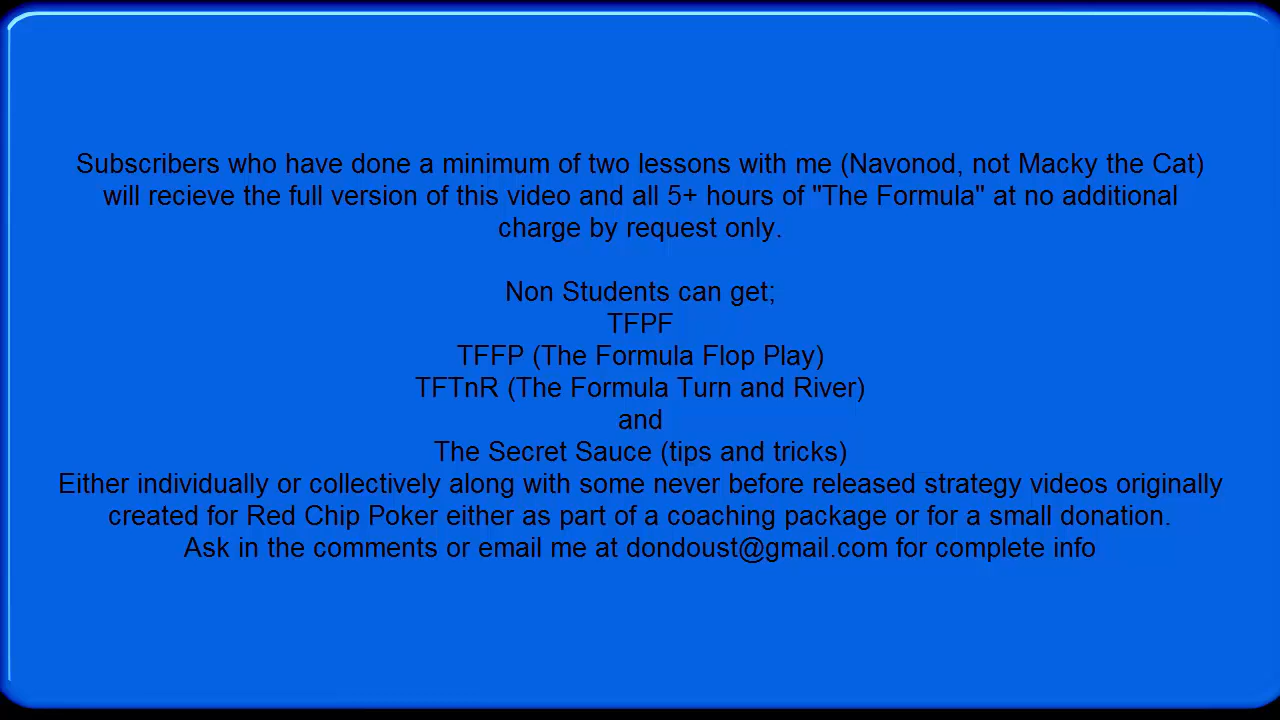 Subscribers who have done a minimum of two lessons with me (Navonod, not Macky the Cat)
will recieve the full version of this video and all 5+ hours of "The Formula" at no additional
charge by request only.
Non Students can get;
TFPF
TFFP (The Formula Flop Play)
TFTnR (The Formula Turn and River)
and
The Secret Sauce (tips and tricks)
Either individually or collectively along with some never before released strategy videos originally
created for Red Chip Poker either as part of a coaching package or for a small donation.
Ask in the comments or email me at dondoust@gmail.com for complete info